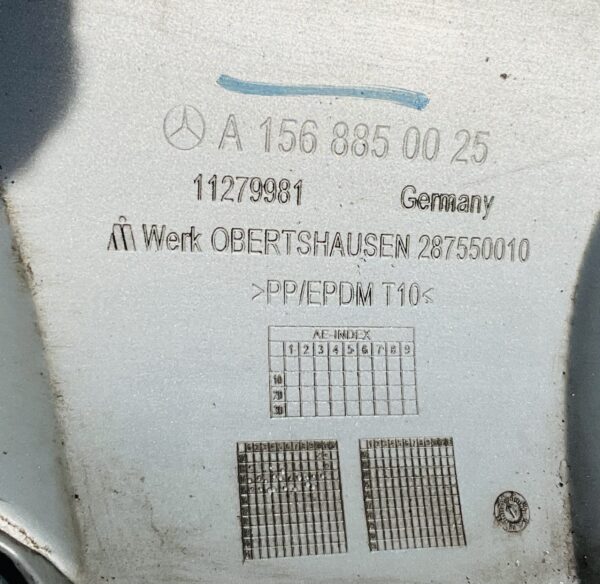 A 156 885 00 25
11279981 Germany
Werk OBERTSHAUSEN 287550010
>PP/EPDM T10<
AE-INDEX
1 2 3 4 5 6 7 8 9
10
20
30